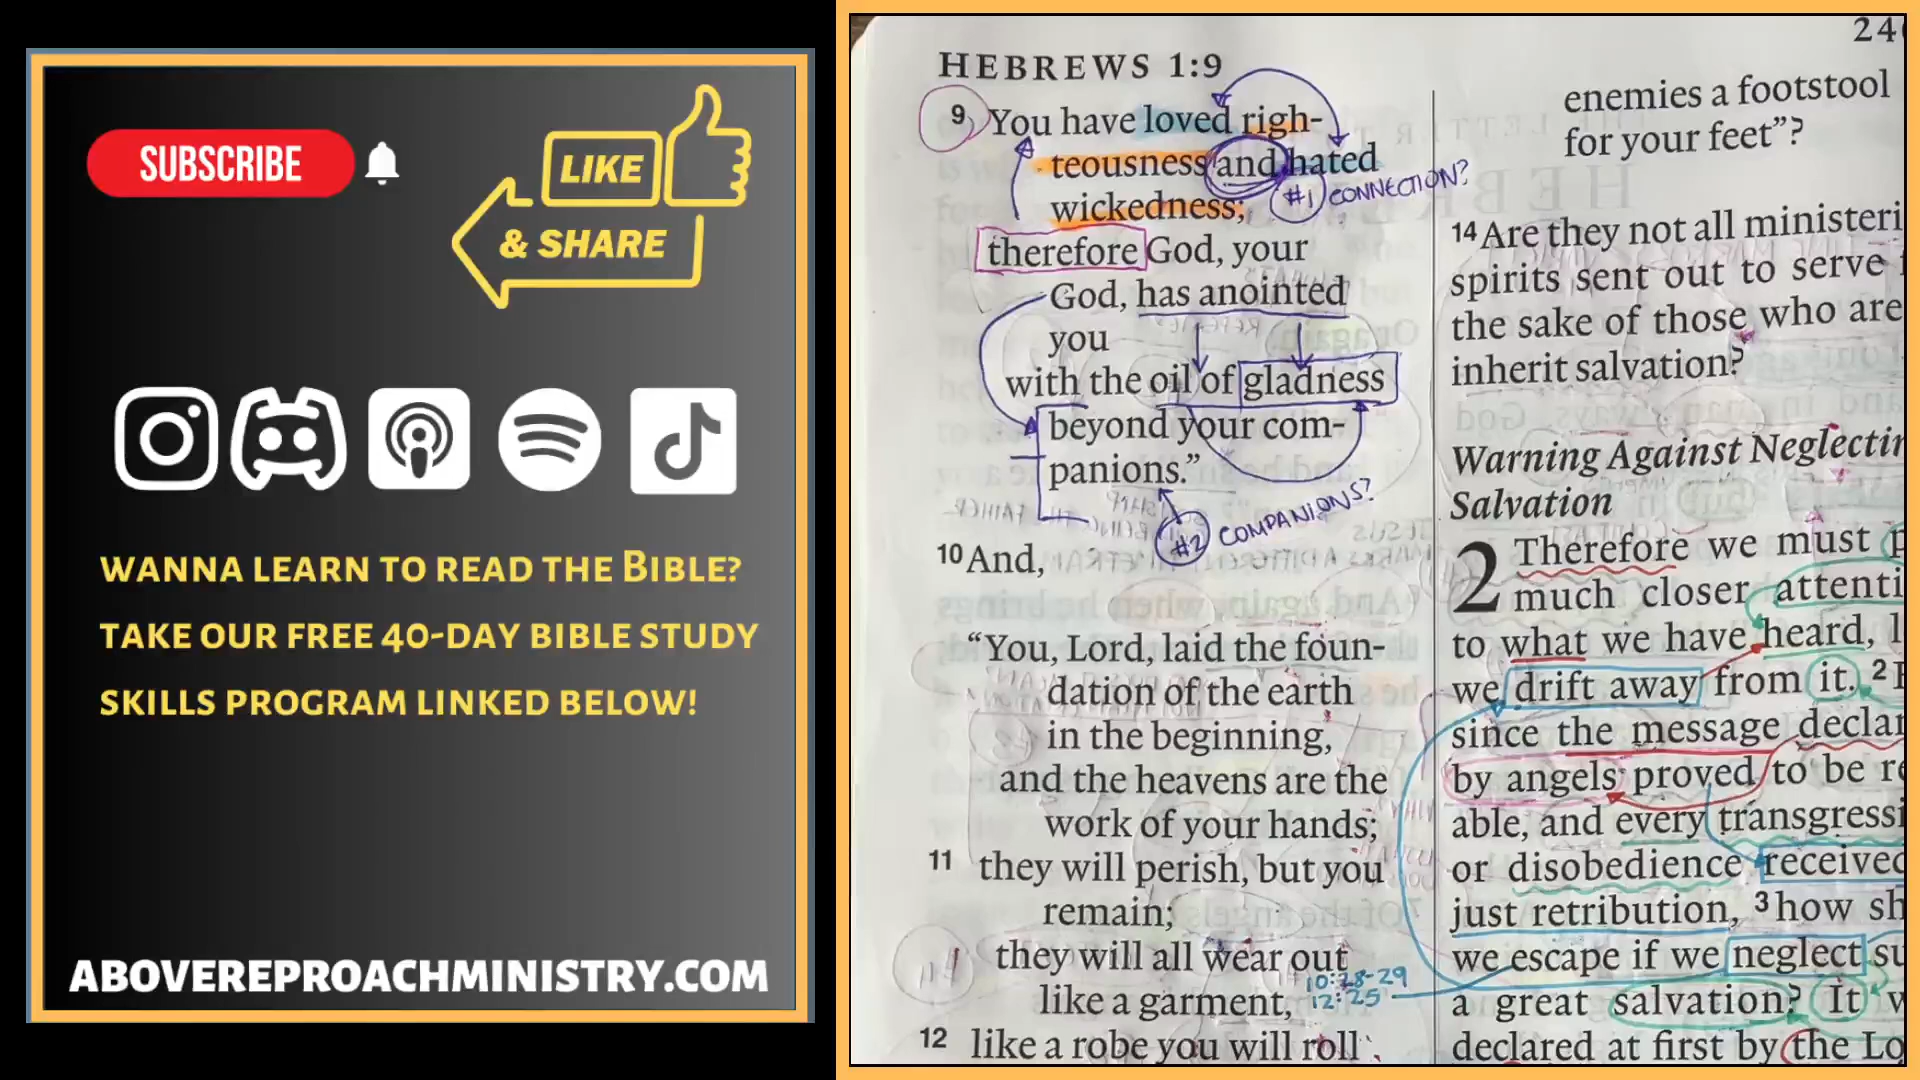 SUBSCRIBE
LIKE
& SHARE
WANNA LEARN TO READ THE BIBLE?
TAKE OUR FREE 40-DAY BIBLE STUDY
SKILLS PROGRAM LINKED BELOW!
ABOVEREPROACHMINISTRY.COM
HEBREWS 1:9
9 You have loved righ-
teousness and hated
#1 CONNECTION?
wickedness;
therefore God, your
God, has anointed
you
with the oil of gladness
beyond your com-
panions.”
#2 COMPANIONS?
10 And,
“You, Lord, laid the foun-
dation of the earth
in the beginning,
and the heavens are the
work of your hands;
11 they will perish, but you
remain;
they will all wear out
like a garment,
10:28-29
12:25
12 like a robe you will roll
24
enemies a footstool
for your feet”?
14 Are they not all ministeri
spirits sent out to serve
the sake of those who are
inherit salvation?
Warning Against Neglectin
Salvation
2 Therefore we must p
much closer attenti
to what we have heard, l
we drift away from it. 2
since the message declar
by angels proved to be re
able, and every transgressi
or disobedience received
just retribution, 3 how sh
we escape if we neglect su
a great salvation? It w
declared at first by the Lo